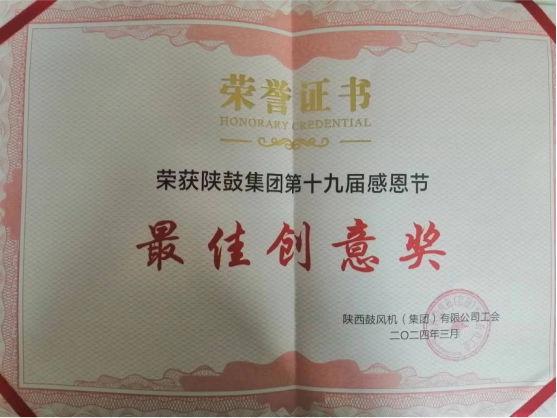 荣誉证书
HONORARY CREDENTIAL
荣获陕鼓集团第十九届感恩节
最佳创意奖
陕西鼓风机（集团）有限公司工会
二〇二四年三月